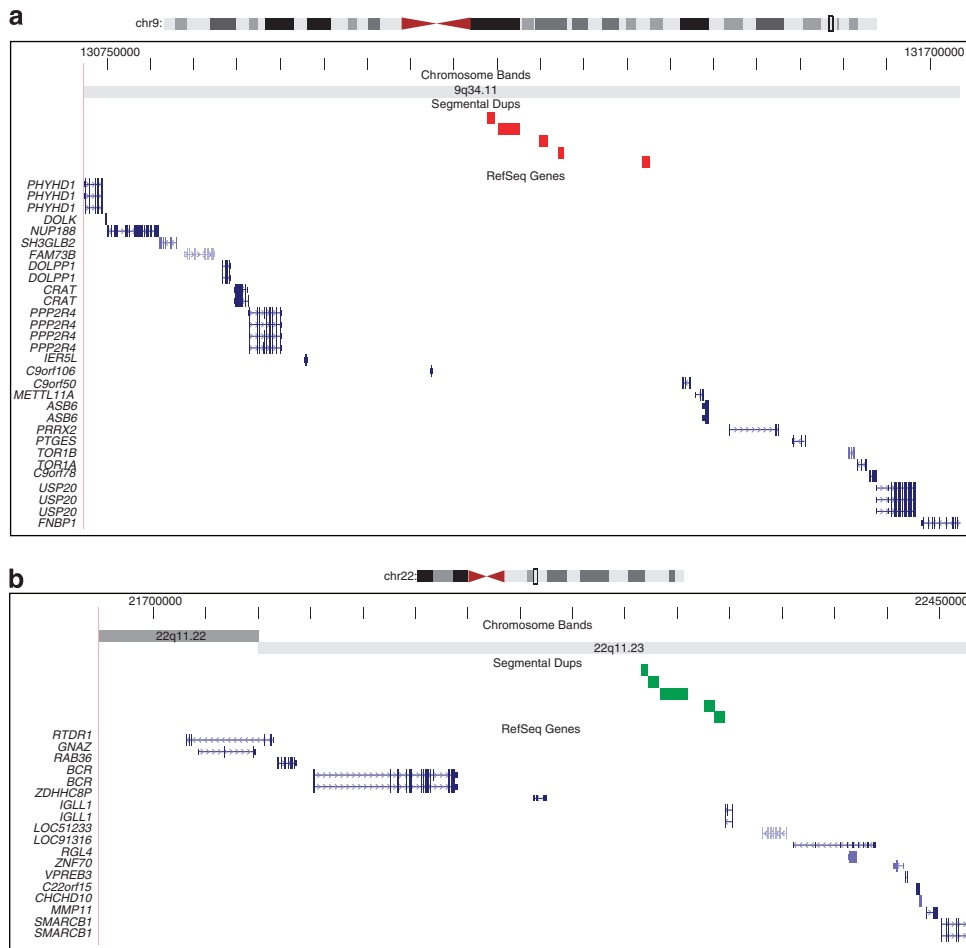 a
chr9:
130750000 131700000
Chromosome Bands
9q34.11
Segmental Dups
RefSeq Genes
PHYHD1
PHYHD1
PHYHD1
DOLK
NUP188
SH3GLB2
FAM73B
DOLPP1
DOLPP1
CRAT
CRAT
PPP2R4
PPP2R4
PPP2R4
PPP2R4
IER5L
C9orf106
C9orf50
METTL11A
ASB6
ASB6
PRRX2
PTGES
TOR1B
TOR1A
C9orf78
USP20
USP20
USP20
FNBP1
b
chr22:
21700000 22450000
Chromosome Bands
22q11.22
22q11.23
Segmental Dups
RefSeq Genes
RTDR1
GNAZ
RAB36
BCR
BCR
ZDHHC8P
IGLL1
IGLL1
LOC51233
LOC91316
RGL4
ZNF70
VPREB3
C22orf15
CHCHD10
MMP11
SMARCB1
SMARCB1